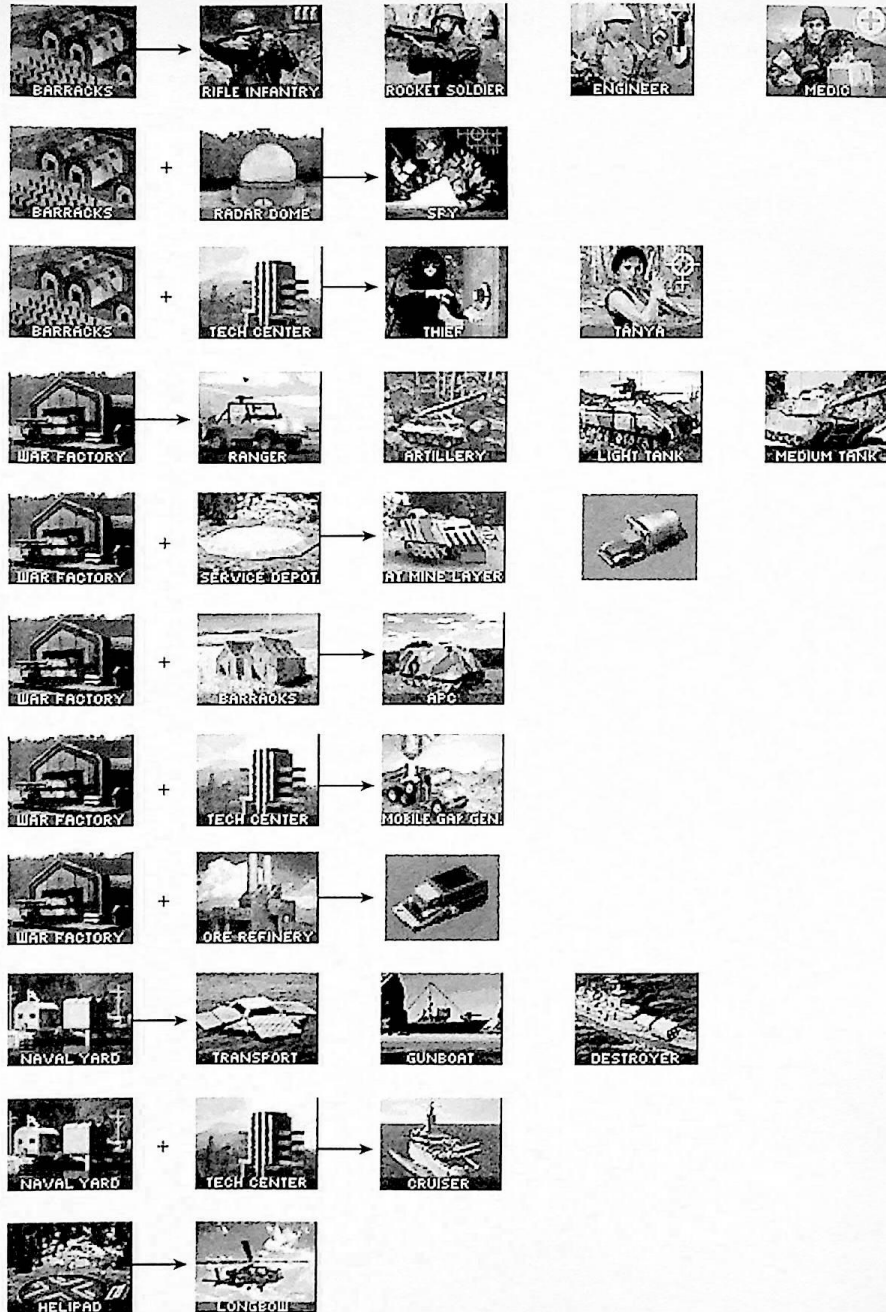 BARRACKS
RIFLE INFANTRY
ROCKET SOLDIER
ENGINEER
MEDIC
BARRACKS
+
RADAR DOME
SPY
BARRACKS
+
TECH CENTER
THIEF
TANYA
WAR FACTORY
RANGER
ARTILLERY
LIGHT TANK
MEDIUM TANK
WAR FACTORY
+
SERVICE DEPOT
AT MINE LAYER
WAR FACTORY
+
BARRACKS
APC
WAR FACTORY
+
TECH CENTER
MOBILE GAP GEN.
WAR FACTORY
+
ORE REFINERY
NAVAL YARD
TRANSPORT
GUNBOAT
DESTROYER
NAVAL YARD
+
TECH CENTER
CRUISER
HELIPAD
LONGBOW